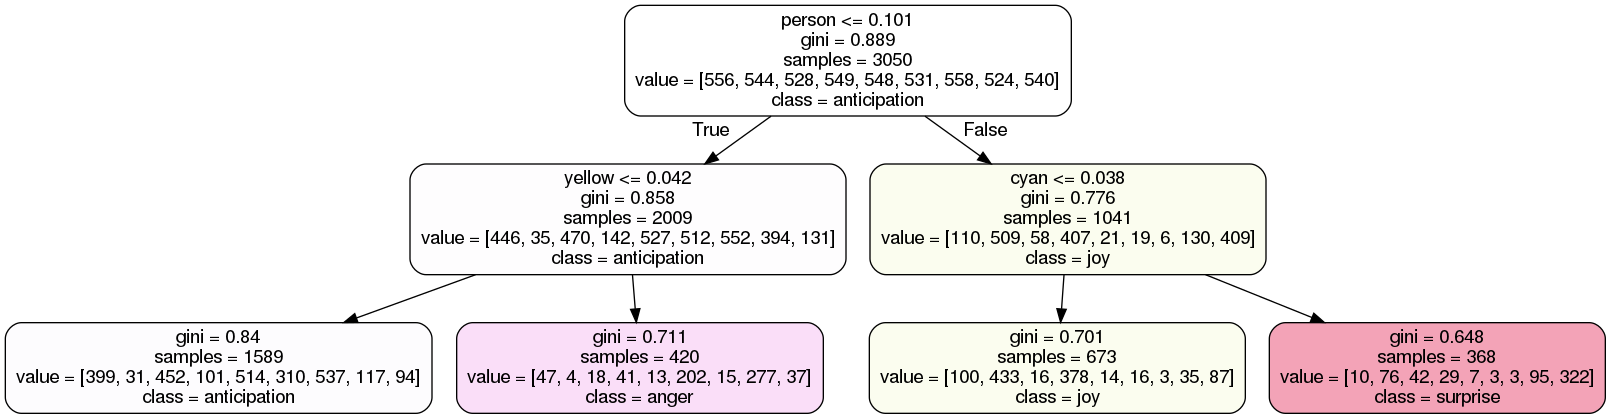 person <= 0.101
gini = 0.889
samples = 3050
value = [556, 544, 528, 549, 548, 531, 558, 524, 540]
class = anticipation
True
False
yellow <= 0.042
gini = 0.858
samples = 2009
value = [446, 35, 470, 142, 527, 512, 552, 394, 131]
class = anticipation
cyan <= 0.038
gini = 0.776
samples = 1041
value = [110, 509, 58, 407, 21, 19, 6, 130, 409]
class = joy
gini = 0.84
samples = 1589
value = [399, 31, 452, 101, 514, 310, 537, 117, 94]
class = anticipation
gini = 0.711
samples = 420
value = [47, 4, 18, 41, 13, 202, 15, 277, 37]
class = anger
gini = 0.701
samples = 673
value = [100, 433, 16, 378, 14, 16, 3, 35, 87]
class = joy
gini = 0.648
samples = 368
value = [10, 76, 42, 29, 7, 3, 3, 95, 322]
class = surprise